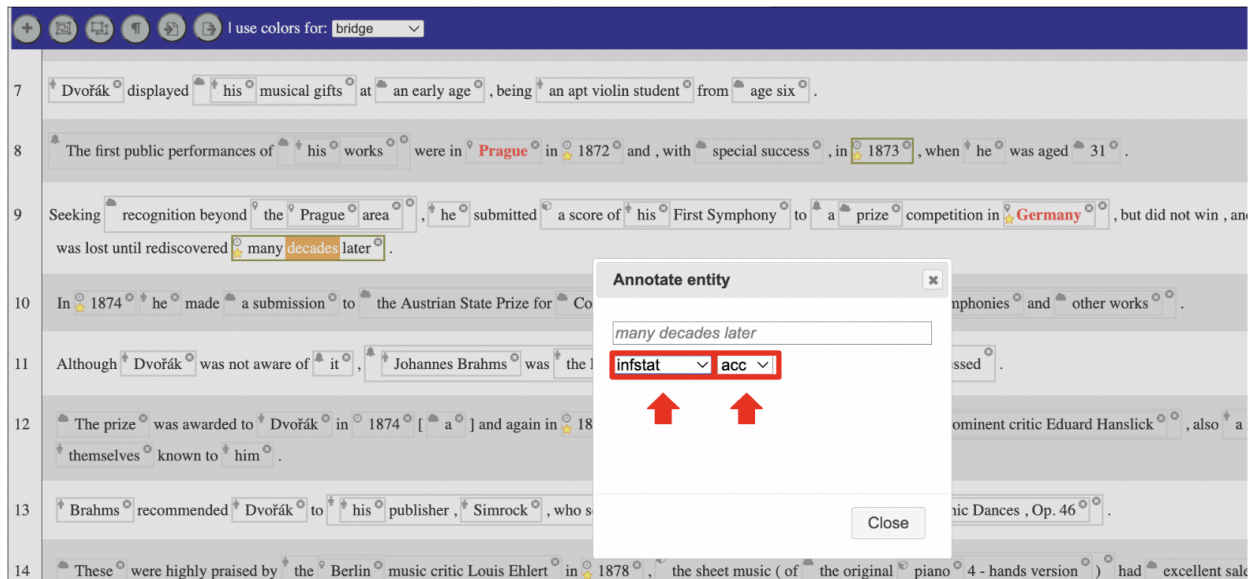 I use colors for: bridge
7 Dvořák displayed his musical gifts at an early age , being an apt violin student from age six .
8 The first public performances of his works were in Prague in 1872 and , with special success , in 1873 , when he was aged 31 .
9 Seeking recognition beyond the Prague area , he submitted a score of his First Symphony to a prize competition in Germany , but did not win , and
was lost until rediscovered many decades later .
Annotate entity
many decades later
infstat acc
Close
10 In 1874 he made a submission to the Austrian State Prize for Co mphonies and other works .
11 Although Dvořák was not aware of it , Johannes Brahms was the l essed .
12 The prize was awarded to Dvořák in 1874 [ a ] and again in 18 ominent critic Eduard Hanslick , also a
themselves known to him .
13 Brahms recommended Dvořák to his publisher , Simrock , who s nic Dances , Op. 46 .
14 These were highly praised by the Berlin music critic Louis Ehlert in 1878 , the sheet music ( of the original piano 4 - hands version ) had excellent sale